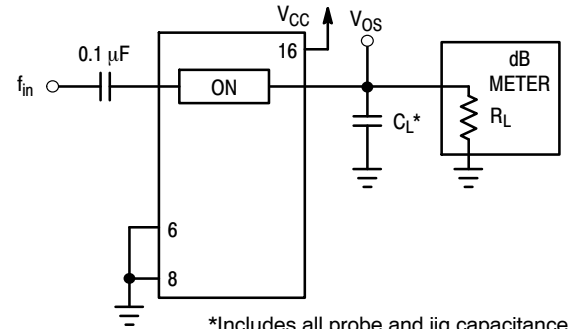 V_CC
V_OS
16
0.1 µF
dB
METER
f_in
ON
C_L*
R_L
6
8
*Includes all probe and jig capacitance